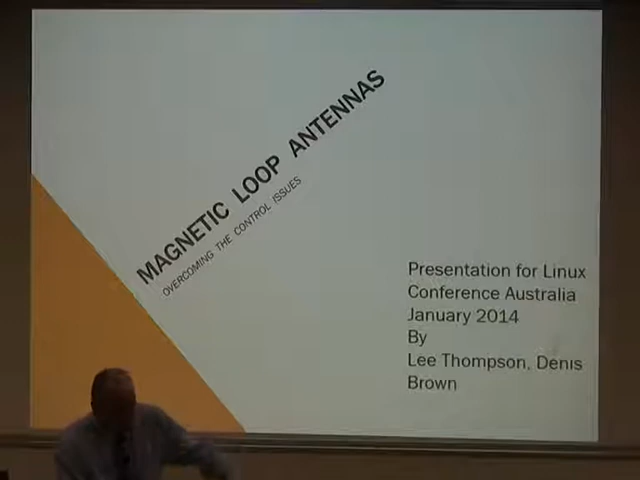 MAGNETIC LOOP ANTENNAS
OVERCOMING THE CONTROL ISSUES
Presentation for Linux
Conference Australia
January 2014
By
Lee Thompson, Denis
Brown